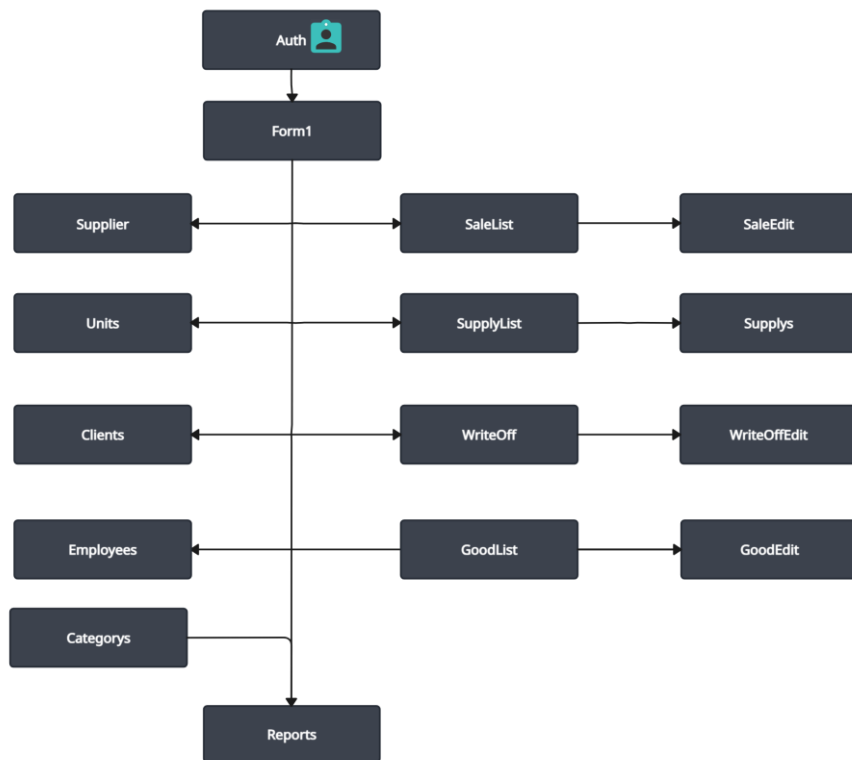 Auth
Form1
Supplier
SaleList
SaleEdit
Units
SupplyList
Supplys
Clients
WriteOff
WriteOffEdit
Employees
GoodList
GoodEdit
Categorys
Reports